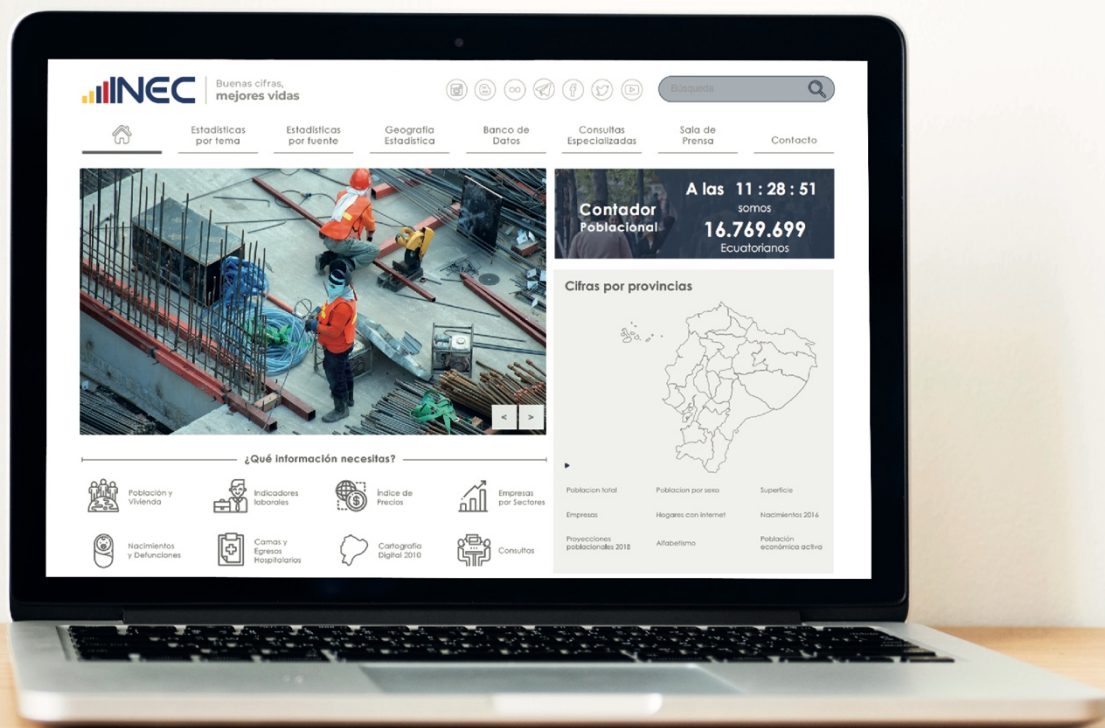 INEC
Buenas cifras,
mejores vidas
Búsqueda
Estadísticas
por tema
Estadísticas
por fuente
Geografía
Estadística
Banco de
Datos
Consultas
Especializadas
Sala de
Prensa
Contacto
Contador
Poblacional
A las 11 : 28 : 51
somos
16.769.699
Ecuatorianos
< >
Cifras por provincias
¿Qué información necesitas?
Población y
Vivienda
Indicadores
laborales
Índice de
Precios
Empresas
por Sectores
Nacimientos
y Defunciones
Camas y
Egresos
Hospitalarios
Cartografía
Digital 2010
Consultas
Poblacion total
Poblacion por sexo
Superficie
Empresas
Hogares con internet
Nacimientos 2016
Proyecciones
poblacionales 2018
Alfabetismo
Población
económica activa